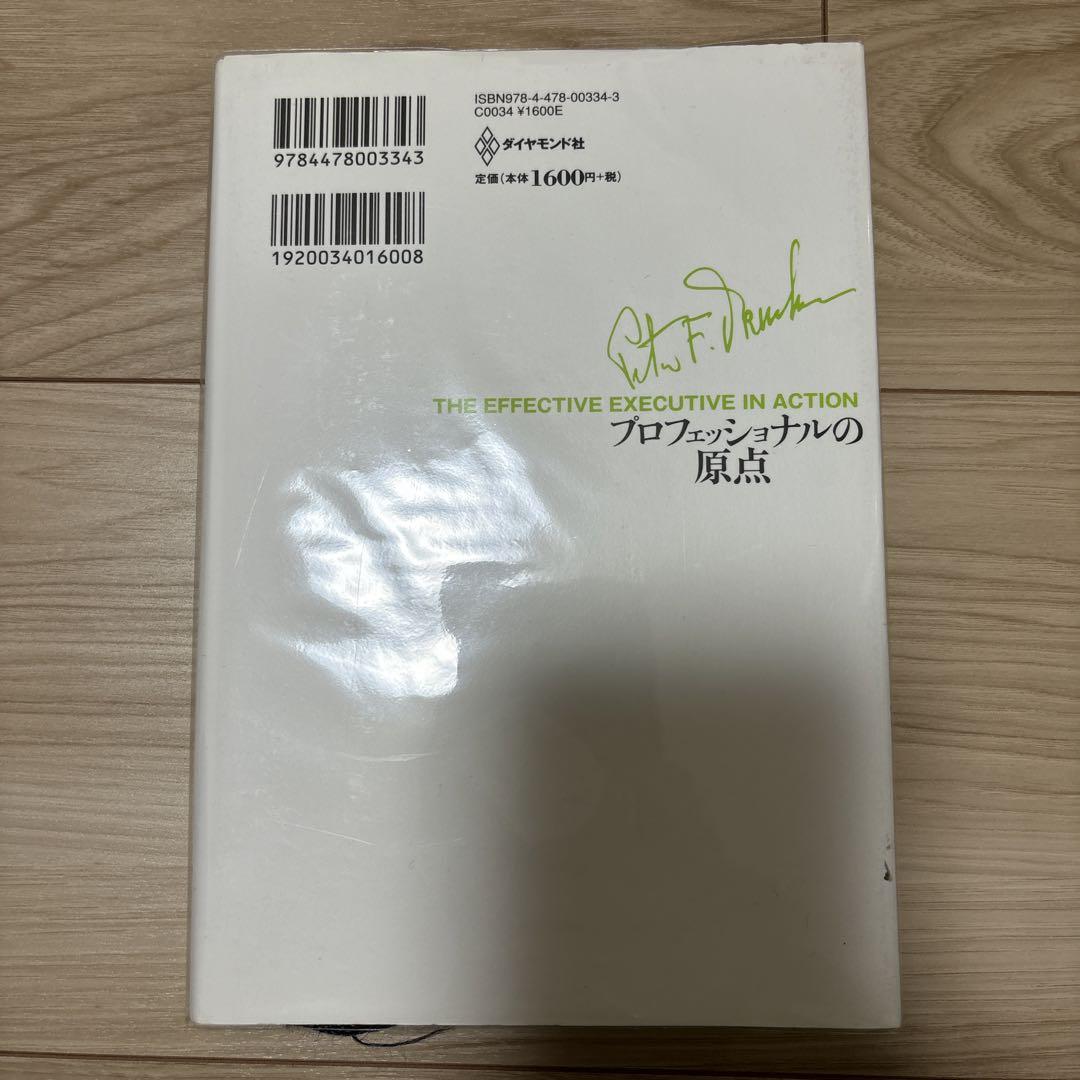 ISBN978-4-478-00334-3
C0034 ¥1600E
9784478003343
ダイヤモンド社
定価(本体1600円+税)
1920034016008
Peter F. Drucker
THE EFFECTIVE EXECUTIVE IN ACTION
プロフェッショナルの
原点